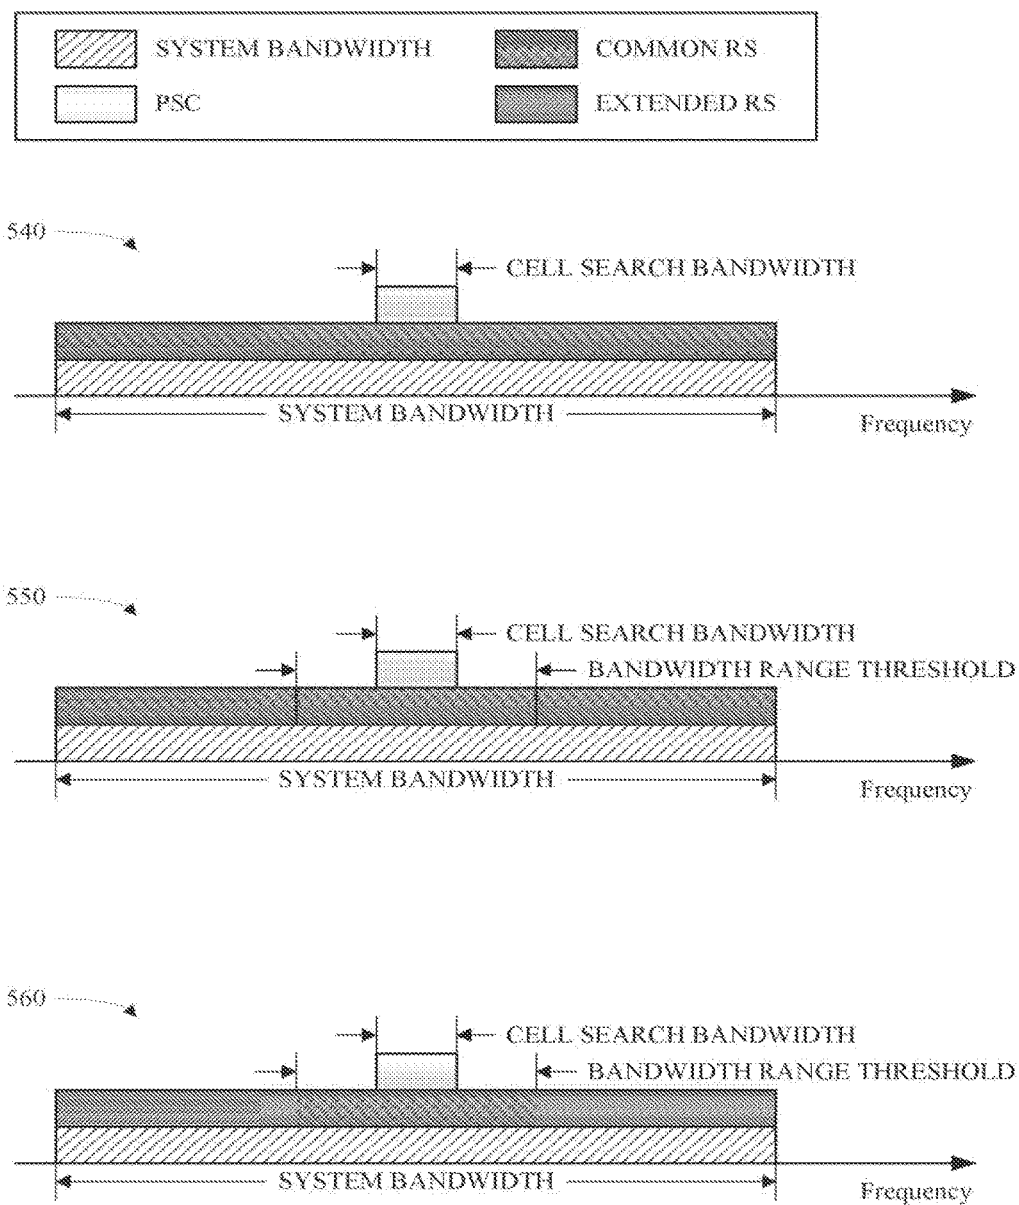 SYSTEM BANDWIDTH
COMMON RS
PSC
EXTENDED RS
540
CELL SEARCH BANDWIDTH
SYSTEM BANDWIDTH
Frequency
550
CELL SEARCH BANDWIDTH
BANDWIDTH RANGE THRESHOLD
SYSTEM BANDWIDTH
Frequency
560
CELL SEARCH BANDWIDTH
BANDWIDTH RANGE THRESHOLD
SYSTEM BANDWIDTH
Frequency